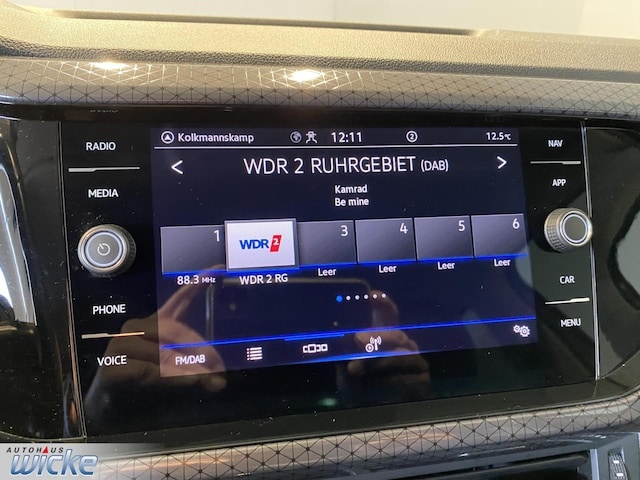 RADIO
MEDIA
PHONE
VOICE
Kolkmannskamp 12:11 2 12.5°C
< WDR 2 RUHRGEBIET (DAB) >
Kamrad
Be mine
1 WDR 2 3 4 5 6
88.3 MHz WDR 2 RG Leer Leer Leer Leer
FM/DAB
NAV
APP
CAR
MENU
AUTOHAUS
WICKE